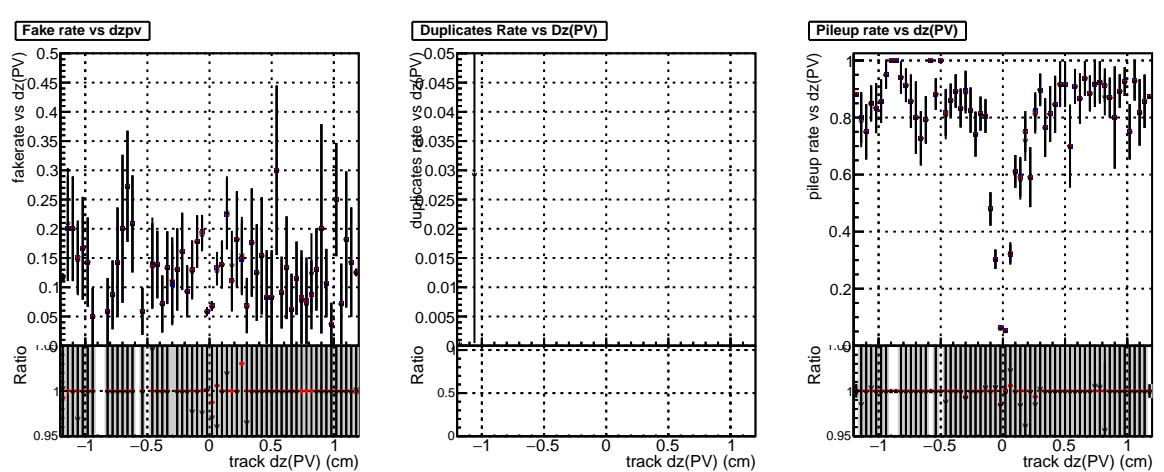 Fake rate vs dzpv
fakerate vs dz(PV)
0.5
0.45
0.4
0.35
0.3
0.25
0.2
0.15
0.1
0.05
Ratio
1
0.95
−1 −0.5 0 0.5 1
track dz(PV) (cm)
Duplicates Rate vs Dz(PV)
duplicates rate vs dz(PV)
0.05
0.045
0.04
0.035
0.03
0.025
0.02
0.015
0.01
0.005
0
Ratio
1
0.5
0
−1 −0.5 0 0.5 1
track dz(PV) (cm)
Pileup rate vs dz(PV)
pileup rate vs dz(PV)
1
0.8
0.6
0.4
0.2
Ratio
1
0.95
−1 −0.5 0 0.5 1
track dz(PV) (cm)